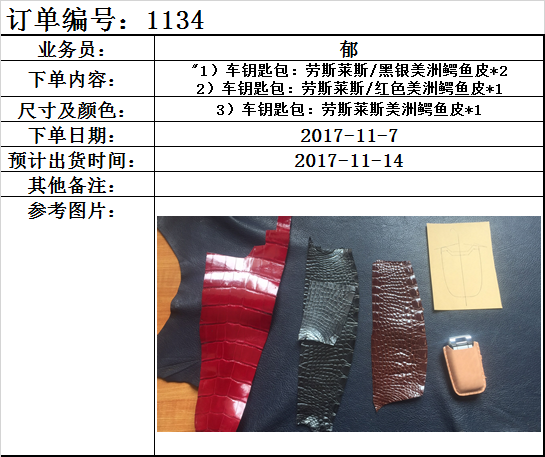 订单编号：1134
业务员： 郁
下单内容： "1）车钥匙包：劳斯莱斯/黑银美洲鳄鱼皮*2
2）车钥匙包：劳斯莱斯/红色美洲鳄鱼皮*1
尺寸及颜色： 3）车钥匙包：劳斯莱斯美洲鳄鱼皮*1
下单日期： 2017-11-7
预计出货时间： 2017-11-14
其他备注：
参考图片：